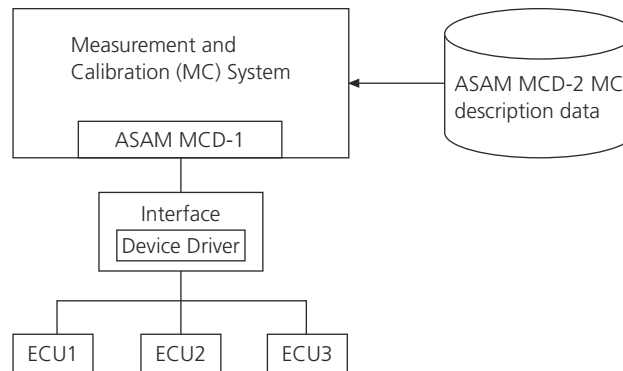 Measurement and
Calibration (MC) System
ASAM MCD-2 MC
description data
ASAM MCD-1
Interface
Device Driver
ECU1
ECU2
ECU3